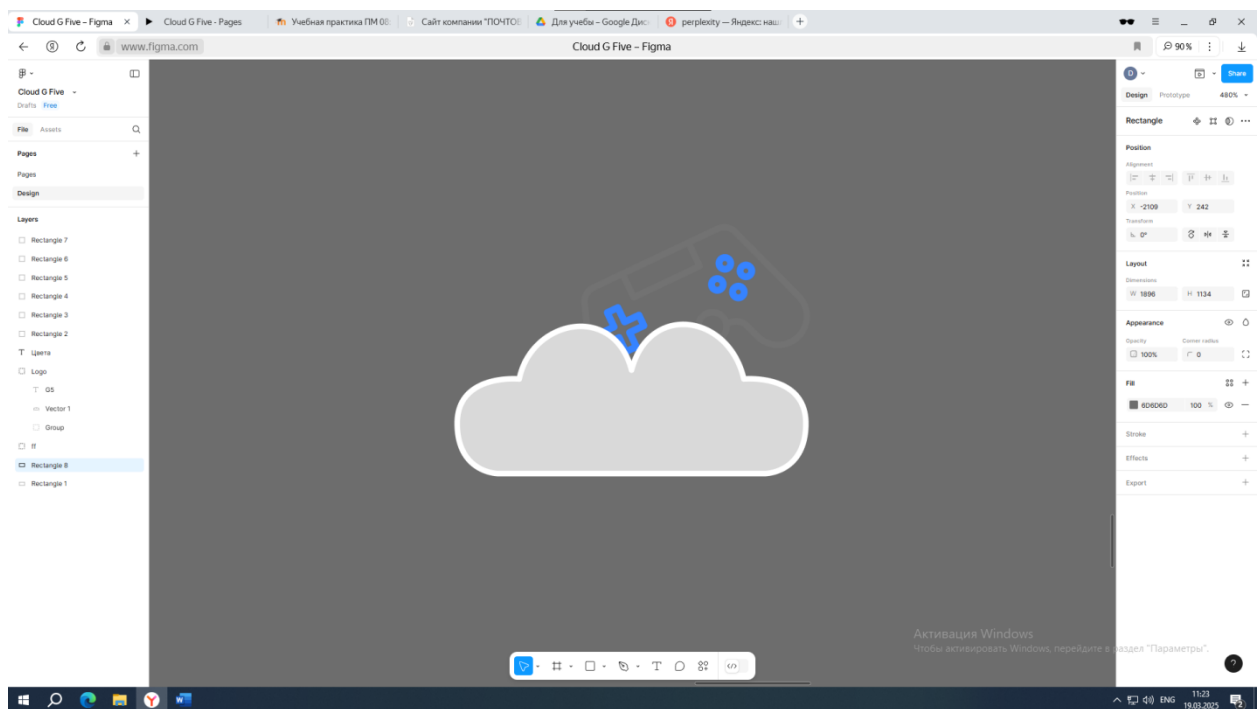 Cloud G Five – Figma
Cloud G Five - Pages
Учебная практика ПМ 08.
Сайт компании "ПОЧТОВ
Для учебы – Google Дис
perplexity — Яндекс: наш
www.figma.com
Cloud G Five – Figma
90 %
Cloud G Five
Drafts Free
File Assets
Pages
Pages
Design
Layers
Rectangle 7
Rectangle 6
Rectangle 5
Rectangle 4
Rectangle 3
Rectangle 2
T Цвета
Logo
T G5
Vector 1
Group
ff
Rectangle 8
Rectangle 1
D
Share
Design Prototype 480%
Rectangle
Position
Alignment
Position
X -2109 Y 242
Transform
0°
Layout
Dimensions
W 1896 H 1134
Appearance
Opacity Corner radius
100% 0
Fill
6D6D6D 100 %
Stroke
Effects
Export
Активация Windows
Чтобы активировать Windows, перейдите в раздел "Параметры".
ENG
11:23
19.03.2025